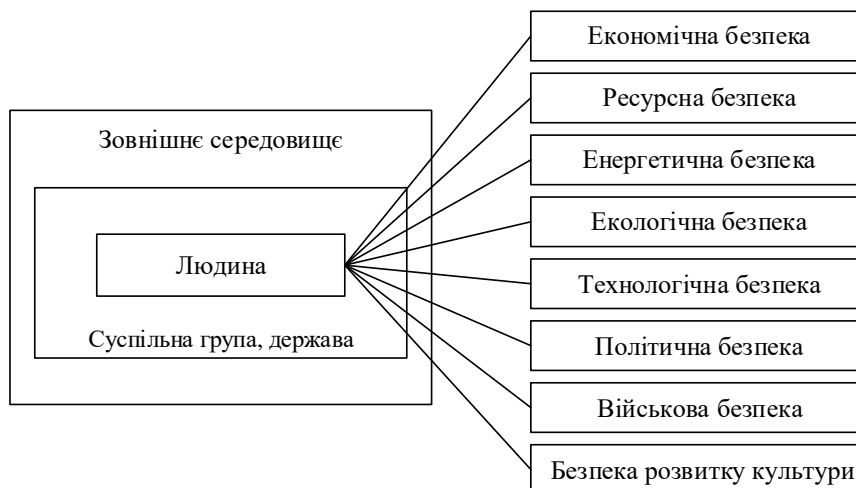 Зовнішнє середовищє
Людина
Суспільна група, держава
Економічна безпека
Ресурсна безпека
Енергетична безпека
Екологічна безпека
Технологічна безпека
Політична безпека
Військова безпека
Безпека розвитку культури